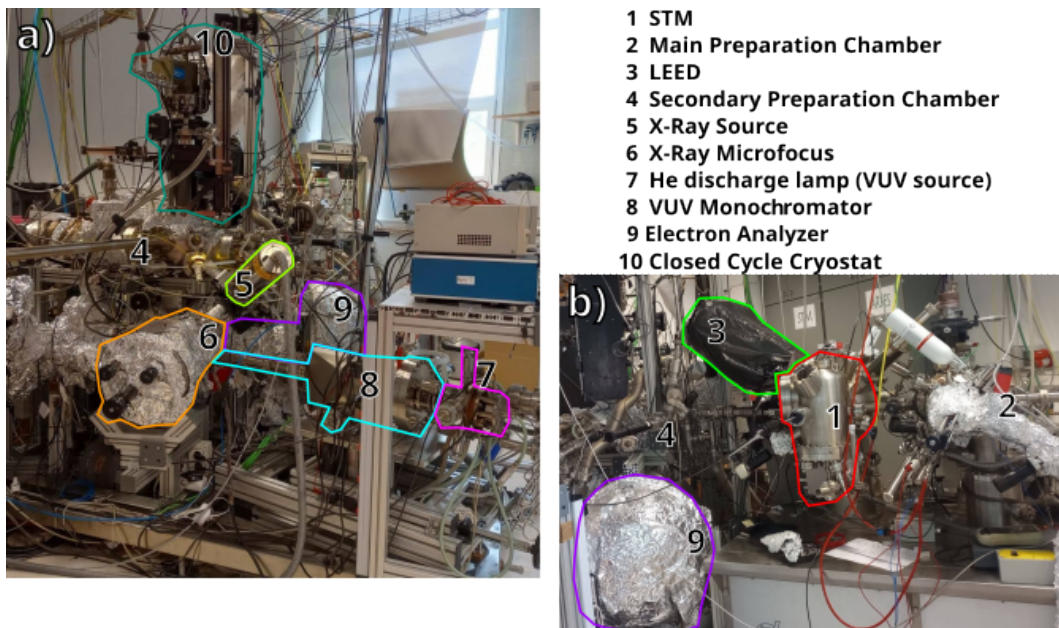 a)
10
4
5
9
6
8
7
1 STM
2 Main Preparation Chamber
3 LEED
4 Secondary Preparation Chamber
5 X-Ray Source
6 X-Ray Microfocus
7 He discharge lamp (VUV source)
8 VUV Monochromator
9 Electron Analyzer
10 Closed Cycle Cryostat
b)
3
STM
ARPES
1
2
4
9